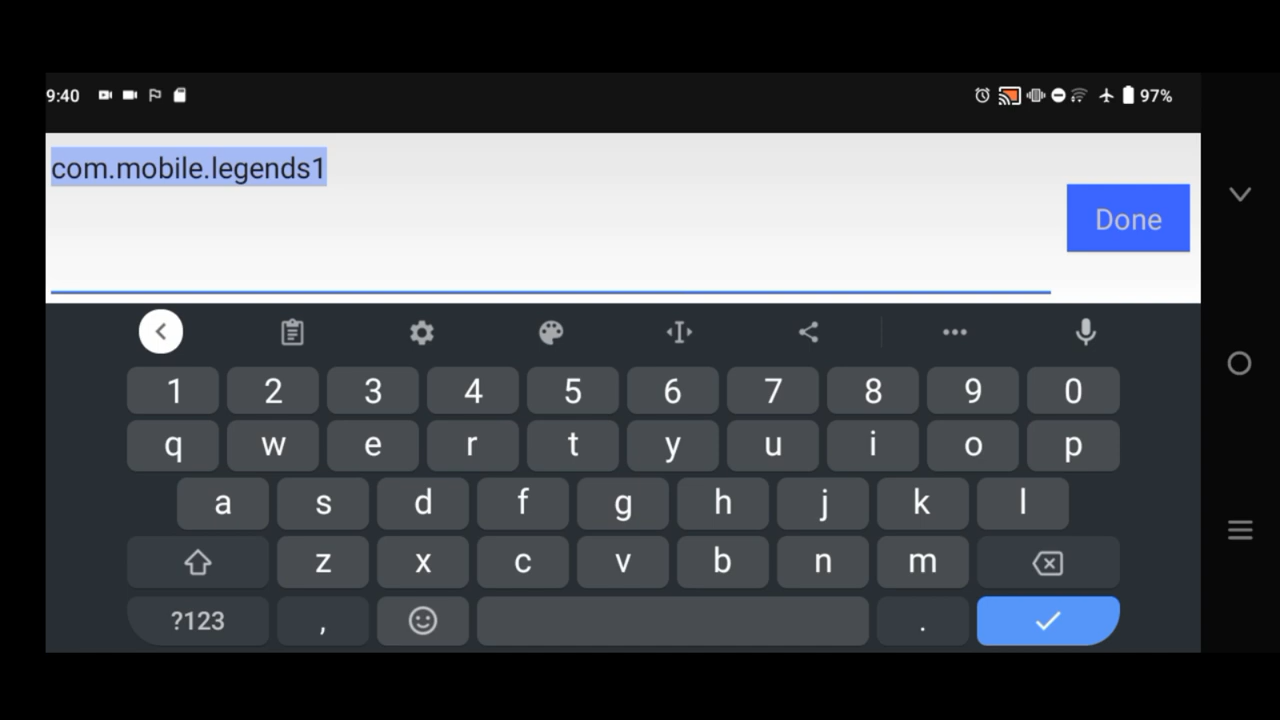 9:40 97%
com.mobile.legends1
Done
1 2 3 4 5 6 7 8 9 0
q w e r t y u i o p
a s d f g h j k l
z x c v b n m
?123 , .